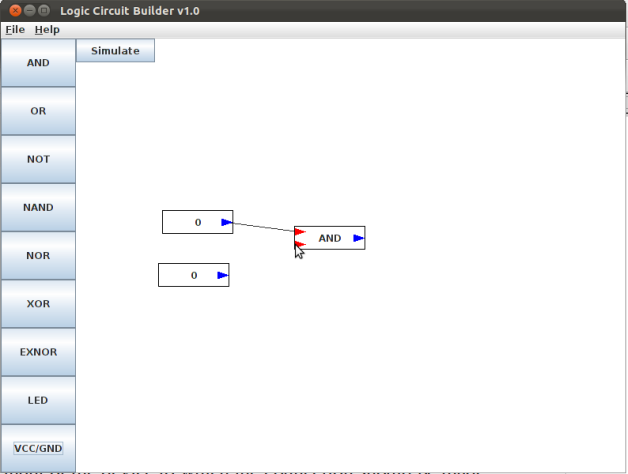 Logic Circuit Builder v1.0
File Help
Simulate
AND
OR
NOT
NAND
NOR
XOR
EXNOR
LED
VCC/GND
0
AND
0